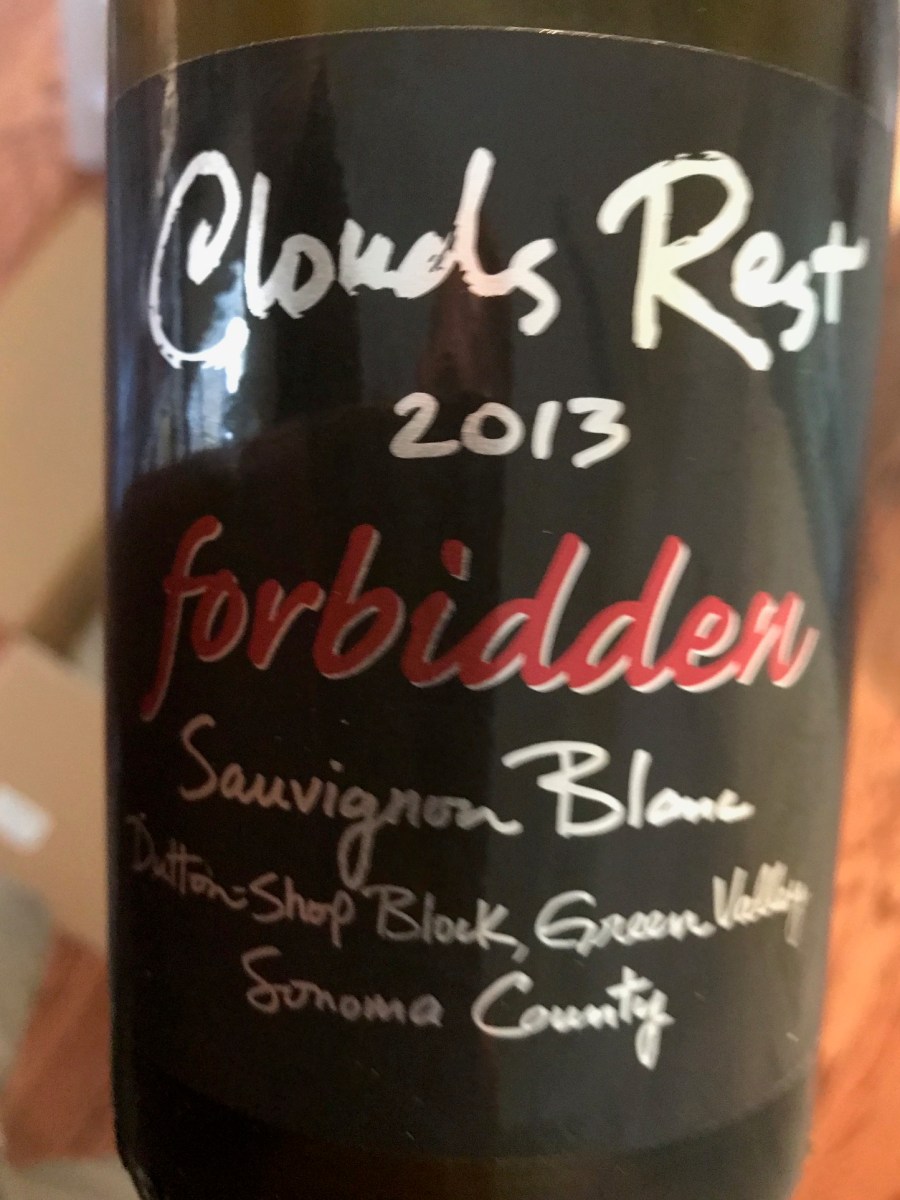 Clouds Rest
2013
forbidden
Sauvignon Blanc
Dutton-Shop Block, Green Valley
Sonoma County